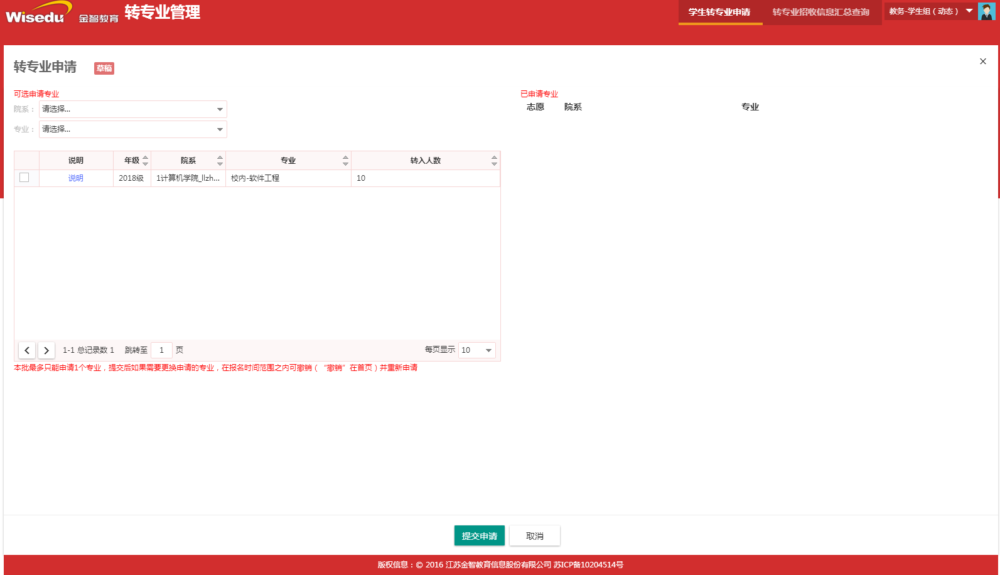 Wisedu 金智教育 转专业管理
学生转专业申请 转专业招收信息汇总查询 教务-学生组（动态）
转专业申请 草稿
可选申请专业
院系： 请选择...
专业： 请选择...
已申请专业
志愿 院系 专业
说明 年级 院系 专业 转入人数
说明 2018级 1计算机学院_llzh... 校内-软件工程 10
1-1 总记录数 1 跳转至 1 页 每页显示 10
本批最多只能申请1个专业，提交后如果需要更换申请的专业，在报名时间范围之内可撤销（“撤销”在首页）并重新申请
提交申请 取消
版权信息：© 2016 江苏金智教育信息股份有限公司 苏ICP备10204514号